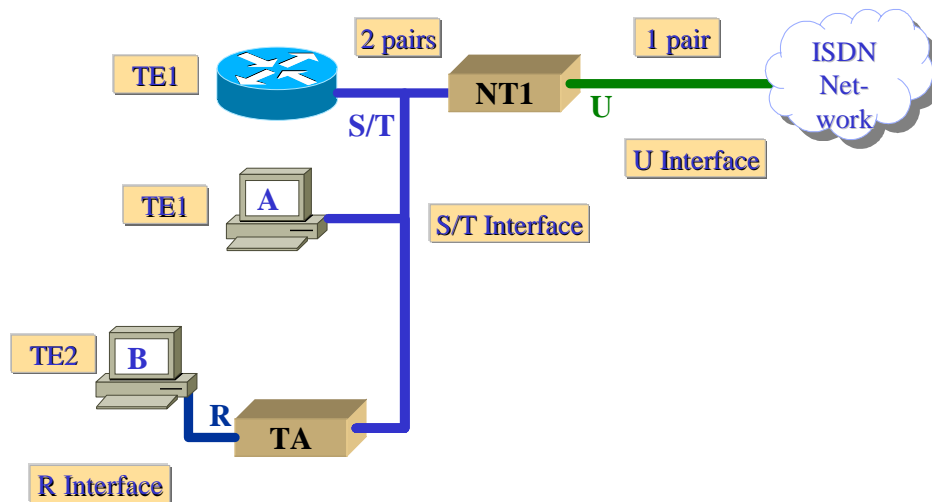 2 pairs
1 pair
TE1
ISDN
Net-
work
NT1
U
S/T
U Interface
TE1
A
S/T Interface
TE2
B
R
TA
R Interface